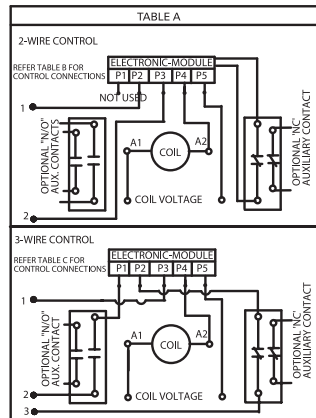 TABLE A
2-WIRE CONTROL
ELECTRONIC-MODULE
REFER TABLE B FOR
CONTROL CONNECTIONS
P1 P2 P3 P4 P5
NOT USED
1
OPTIONAL "N/O"
AUX. CONTACTS
A1
COIL
A2
OPTIONAL 'NC'
AUXILIARY CONTACT
COIL VOLTAGE
2
3-WIRE CONTROL
ELECTRONIC-MODULE
REFER TABLE C FOR
CONTROL CONNECTIONS
P1 P2 P3 P4 P5
1
OPTIONAL "N/O"
AUX. CONTACT
A1
COIL
A2
OPTIONAL 'NC'
AUXILIARY CONTACT
2
COIL VOLTAGE
3